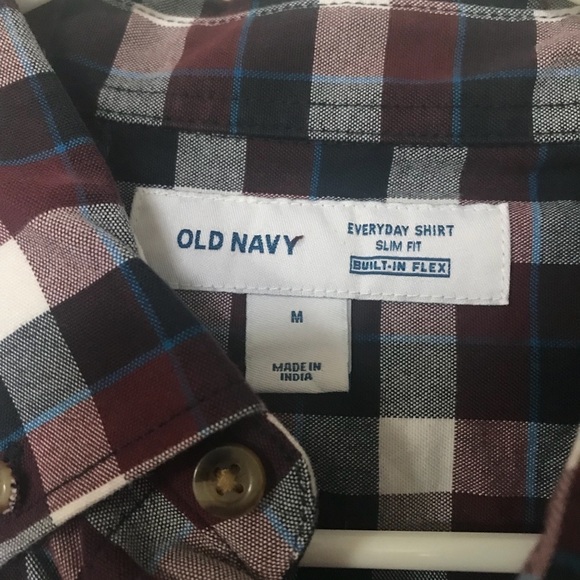 OLD NAVY
EVERYDAY SHIRT
SLIM FIT
BUILT-IN FLEX
M
MADE IN
INDIA